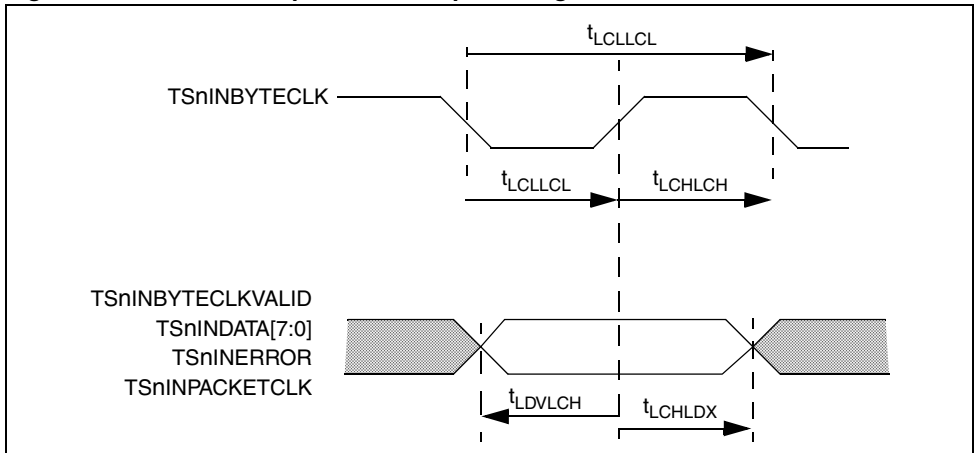 tLCLLCL
TSnINBYTECLK
tLCLLCL
tLCHLCH
TSnINBYTECLKVALID
TSnINDATA[7:0]
TSnINERROR
TSnINPACKETCLK
tLDVLCH
tLCHLDX